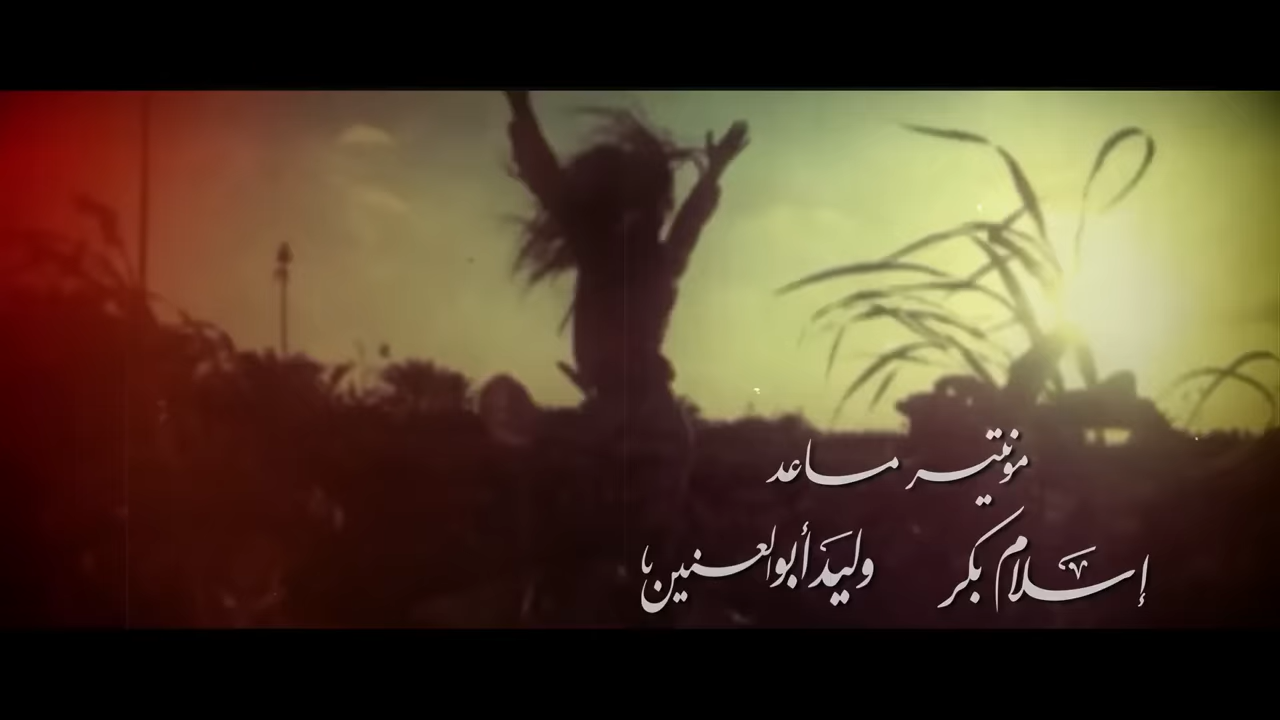 مونتير مساعد
إسلام بكر وليد أبو العنين